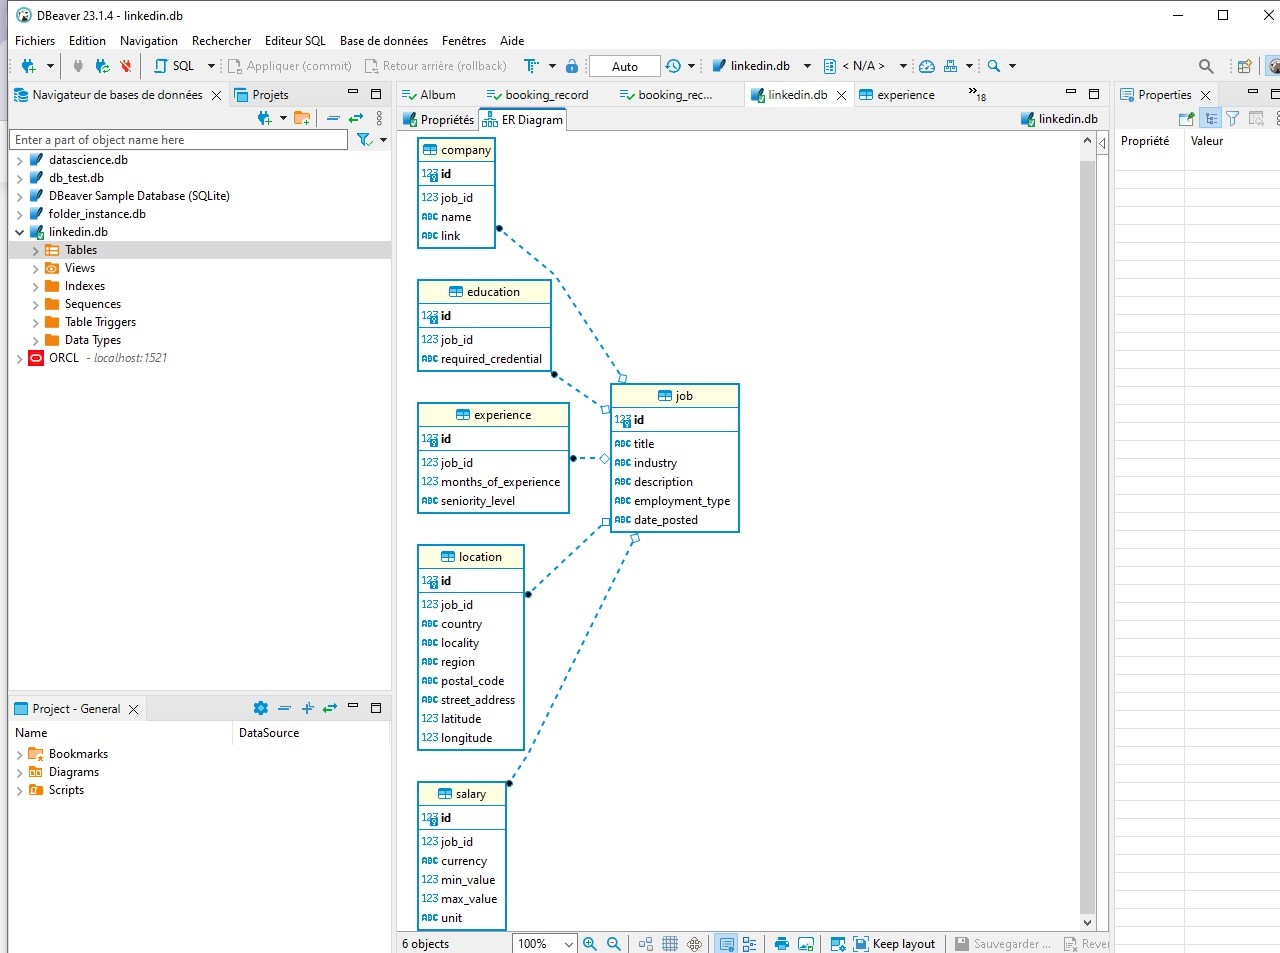 DBeaver 23.1.4 - linkedin.db
Fichiers Edition Navigation Rechercher Editeur SQL Base de données Fenêtres Aide
SQL Appliquer (commit) Retour arrière (rollback) Auto linkedin.db < N/A >
Navigateur de bases de données Projets
Enter a part of object name here
datascience.db
db_test.db
DBeaver Sample Database (SQLite)
folder_instance.db
linkedin.db
Tables
Views
Indexes
Sequences
Table Triggers
Data Types
ORCL - localhost:1521
Project - General
Name DataSource
Bookmarks
Diagrams
Scripts
Album booking_record booking_rec... linkedin.db experience »18
Propriétés ER Diagram linkedin.db
company
123 id
123 job_id
ABC name
ABC link
education
123 id
123 job_id
ABC required_credential
experience
123 id
123 job_id
123 months_of_experience
ABC seniority_level
location
123 id
123 job_id
ABC country
ABC locality
ABC region
ABC postal_code
ABC street_address
123 latitude
123 longitude
salary
123 id
123 job_id
ABC currency
123 min_value
123 max_value
ABC unit
job
123 id
ABC title
ABC industry
ABC description
ABC employment_type
ABC date_posted
6 objects 100% Keep layout Sauvegarder ... Rever
Properties
Propriété Valeur